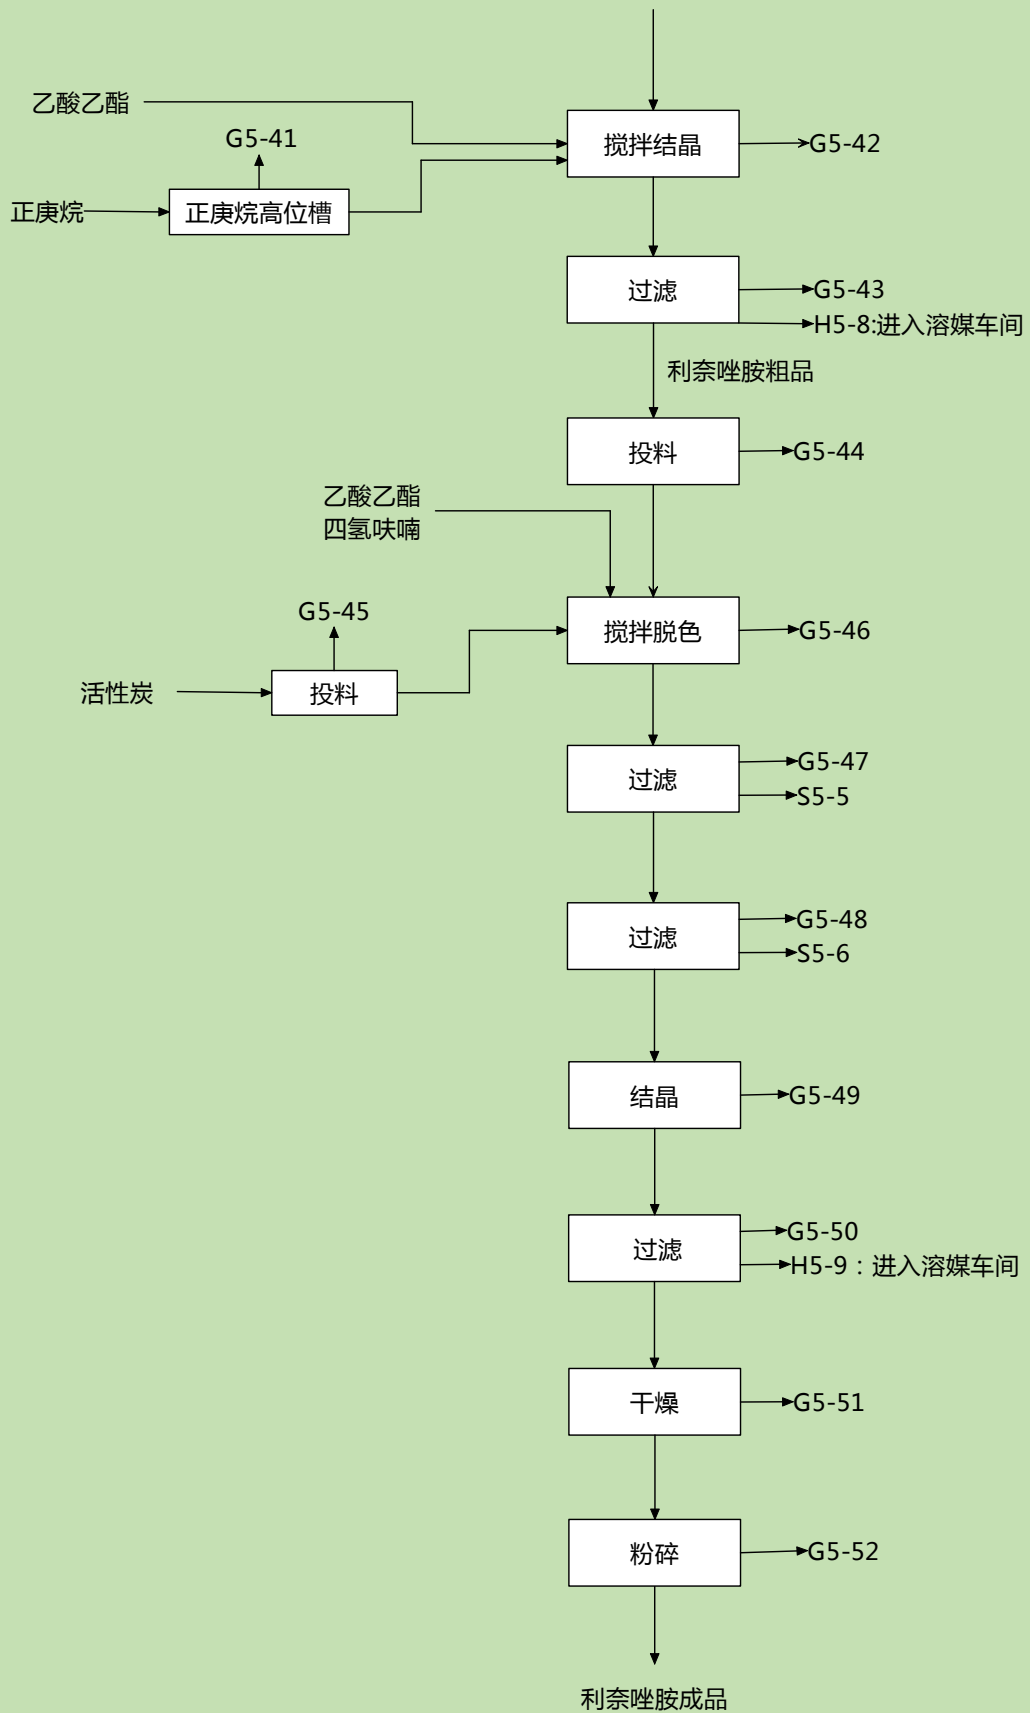 乙酸乙酯
G5-41
搅拌结晶
G5-42
正庚烷
正庚烷高位槽
过滤
G5-43
H5-8:进入溶媒车间
利奈唑胺粗品
投料
G5-44
乙酸乙酯
四氢呋喃
G5-45
搅拌脱色
G5-46
活性炭
投料
过滤
G5-47
S5-5
过滤
G5-48
S5-6
结晶
G5-49
过滤
G5-50
H5-9：进入溶媒车间
干燥
G5-51
粉碎
G5-52
利奈唑胺成品